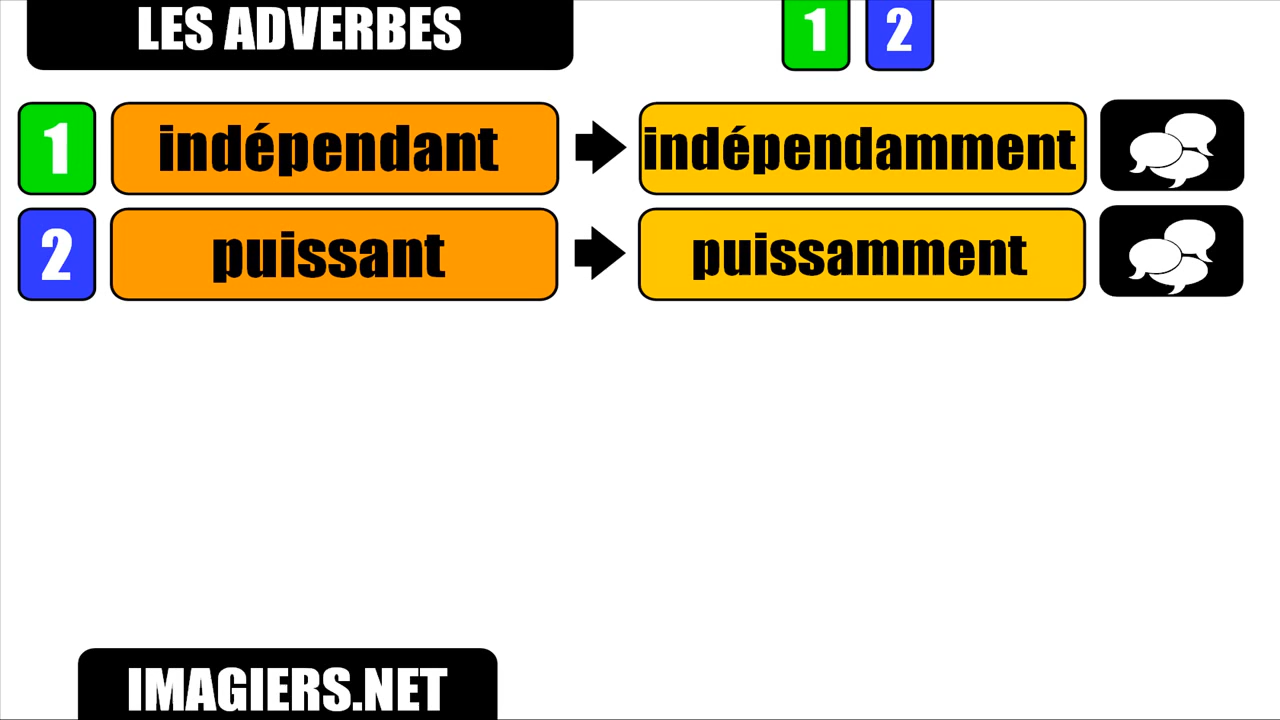 LES ADVERBES
1 2
1 indépendant indépendamment
2 puissant puissamment
IMAGIERS.NET